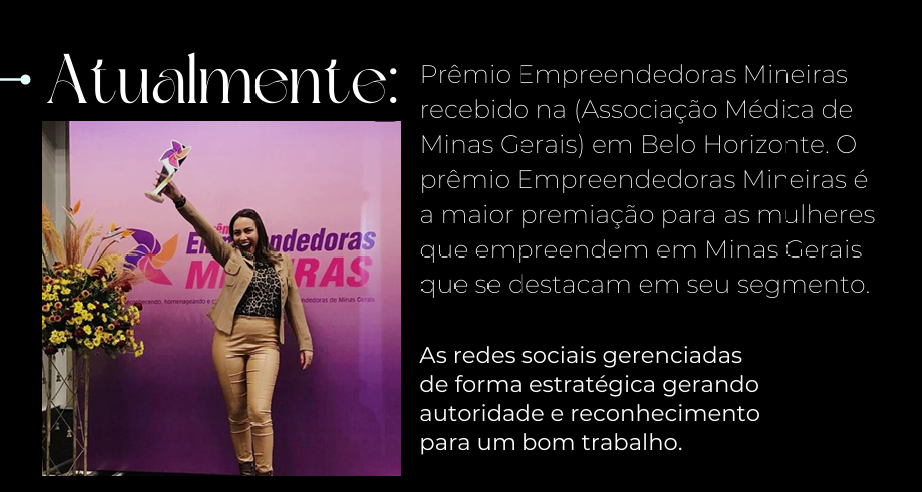 Atualmente:
Prêmio Empreendedoras Mineiras
recebido na (Associação Médica de
Minas Gerais) em Belo Horizonte. O
prêmio Empreendedoras Mineiras é
a maior premiação para as mulheres
que empreendem em Minas Gerais
que se destacam em seu segmento.
As redes sociais gerenciadas
de forma estratégica gerando
autoridade e reconhecimento
para um bom trabalho.